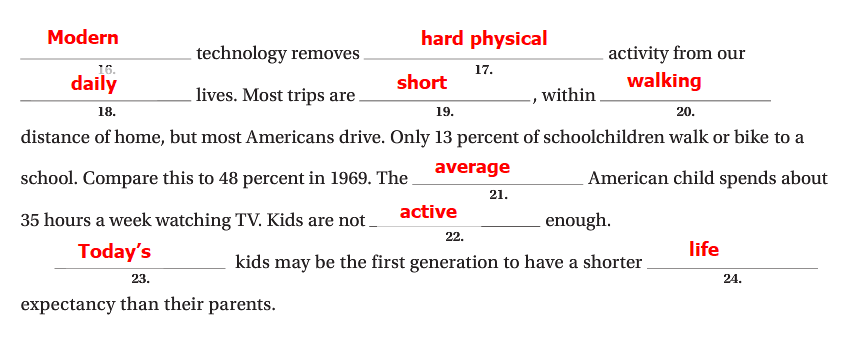 Modern technology removes hard physical activity from our
16. 17.
daily lives. Most trips are short , within walking
18. 19. 20.
distance of home, but most Americans drive. Only 13 percent of schoolchildren walk or bike to a
school. Compare this to 48 percent in 1969. The average American child spends about
21.
35 hours a week watching TV. Kids are not active enough.
22.
Today's kids may be the first generation to have a shorter life
23. 24.
expectancy than their parents.